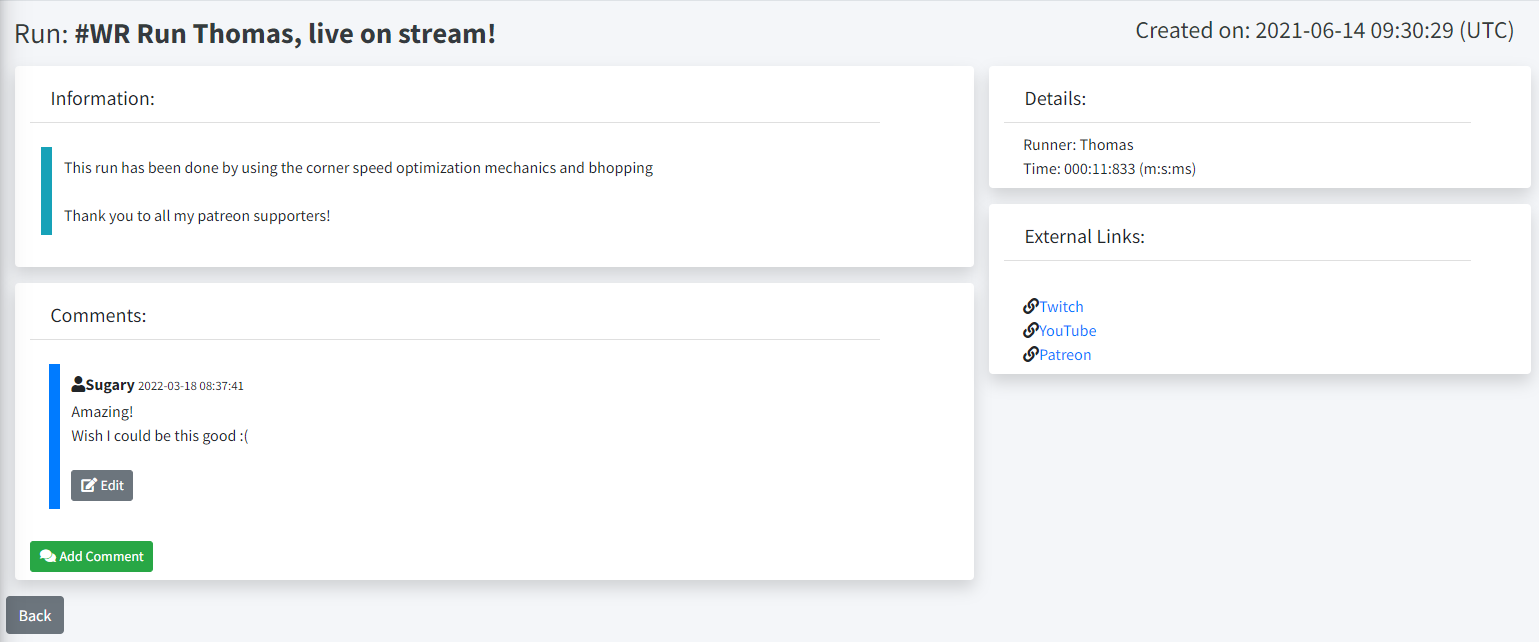 Run: #WR Run Thomas, live on stream!
Created on: 2021-06-14 09:30:29 (UTC)
Information:
This run has been done by using the corner speed optimization mechanics and bhopping
Thank you to all my patreon supporters!
Comments:
Sugary 2022-03-18 08:37:41
Amazing!
Wish I could be this good :(
Edit
Add Comment
Back
Details:
Runner: Thomas
Time: 000:11:833 (m:s:ms)
External Links:
Twitch
YouTube
Patreon